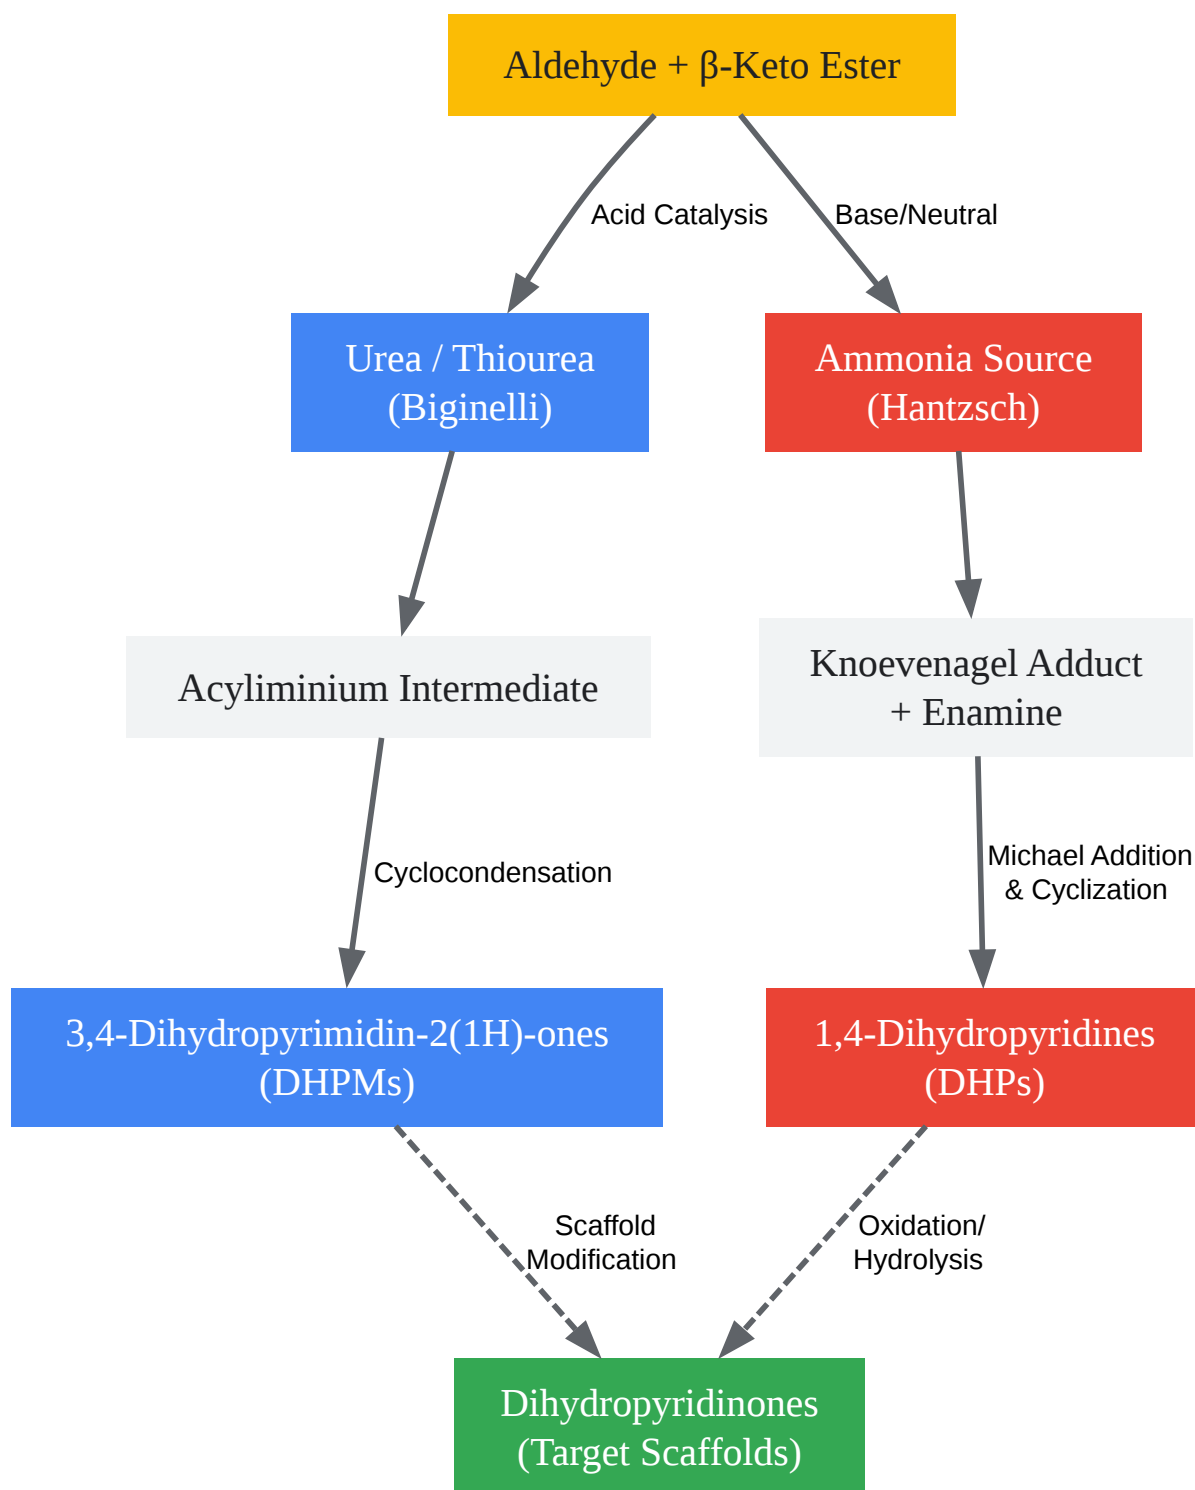 Aldehyde + β-Keto Ester
Acid Catalysis
Base/Neutral
Urea / Thiourea
(Biginelli)
Ammonia Source
(Hantzsch)
Acyliminium Intermediate
Knoevenagel Adduct
+ Enamine
Cyclocondensation
Michael Addition
& Cyclization
3,4-Dihydropyrimidin-2(1H)-ones
(DHPMs)
1,4-Dihydropyridines
(DHPs)
Scaffold
Modification
Oxidation/
Hydrolysis
Dihydropyridinones
(Target Scaffolds)